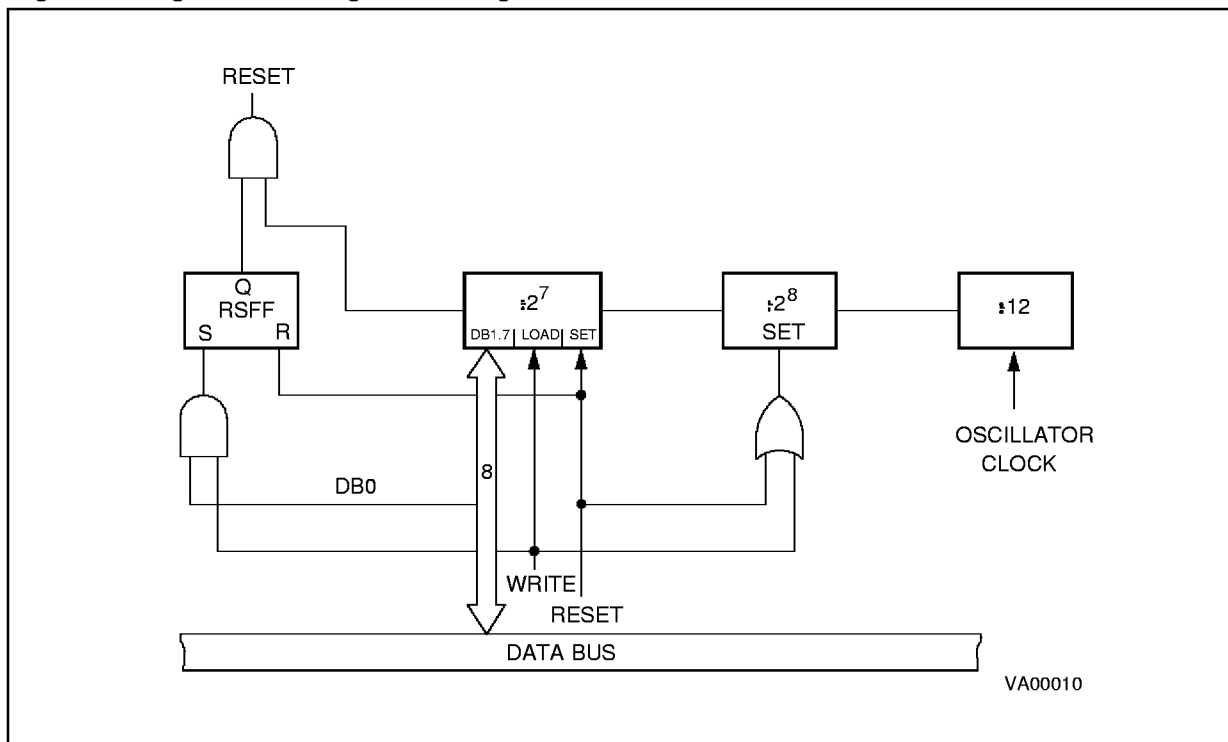 RESET
Q
RSFF
S R
:2⁷
DB1.7 LOAD SET
:2⁸
SET
:12
OSCILLATOR
CLOCK
8
DB0
WRITE
RESET
DATA BUS
VA00010